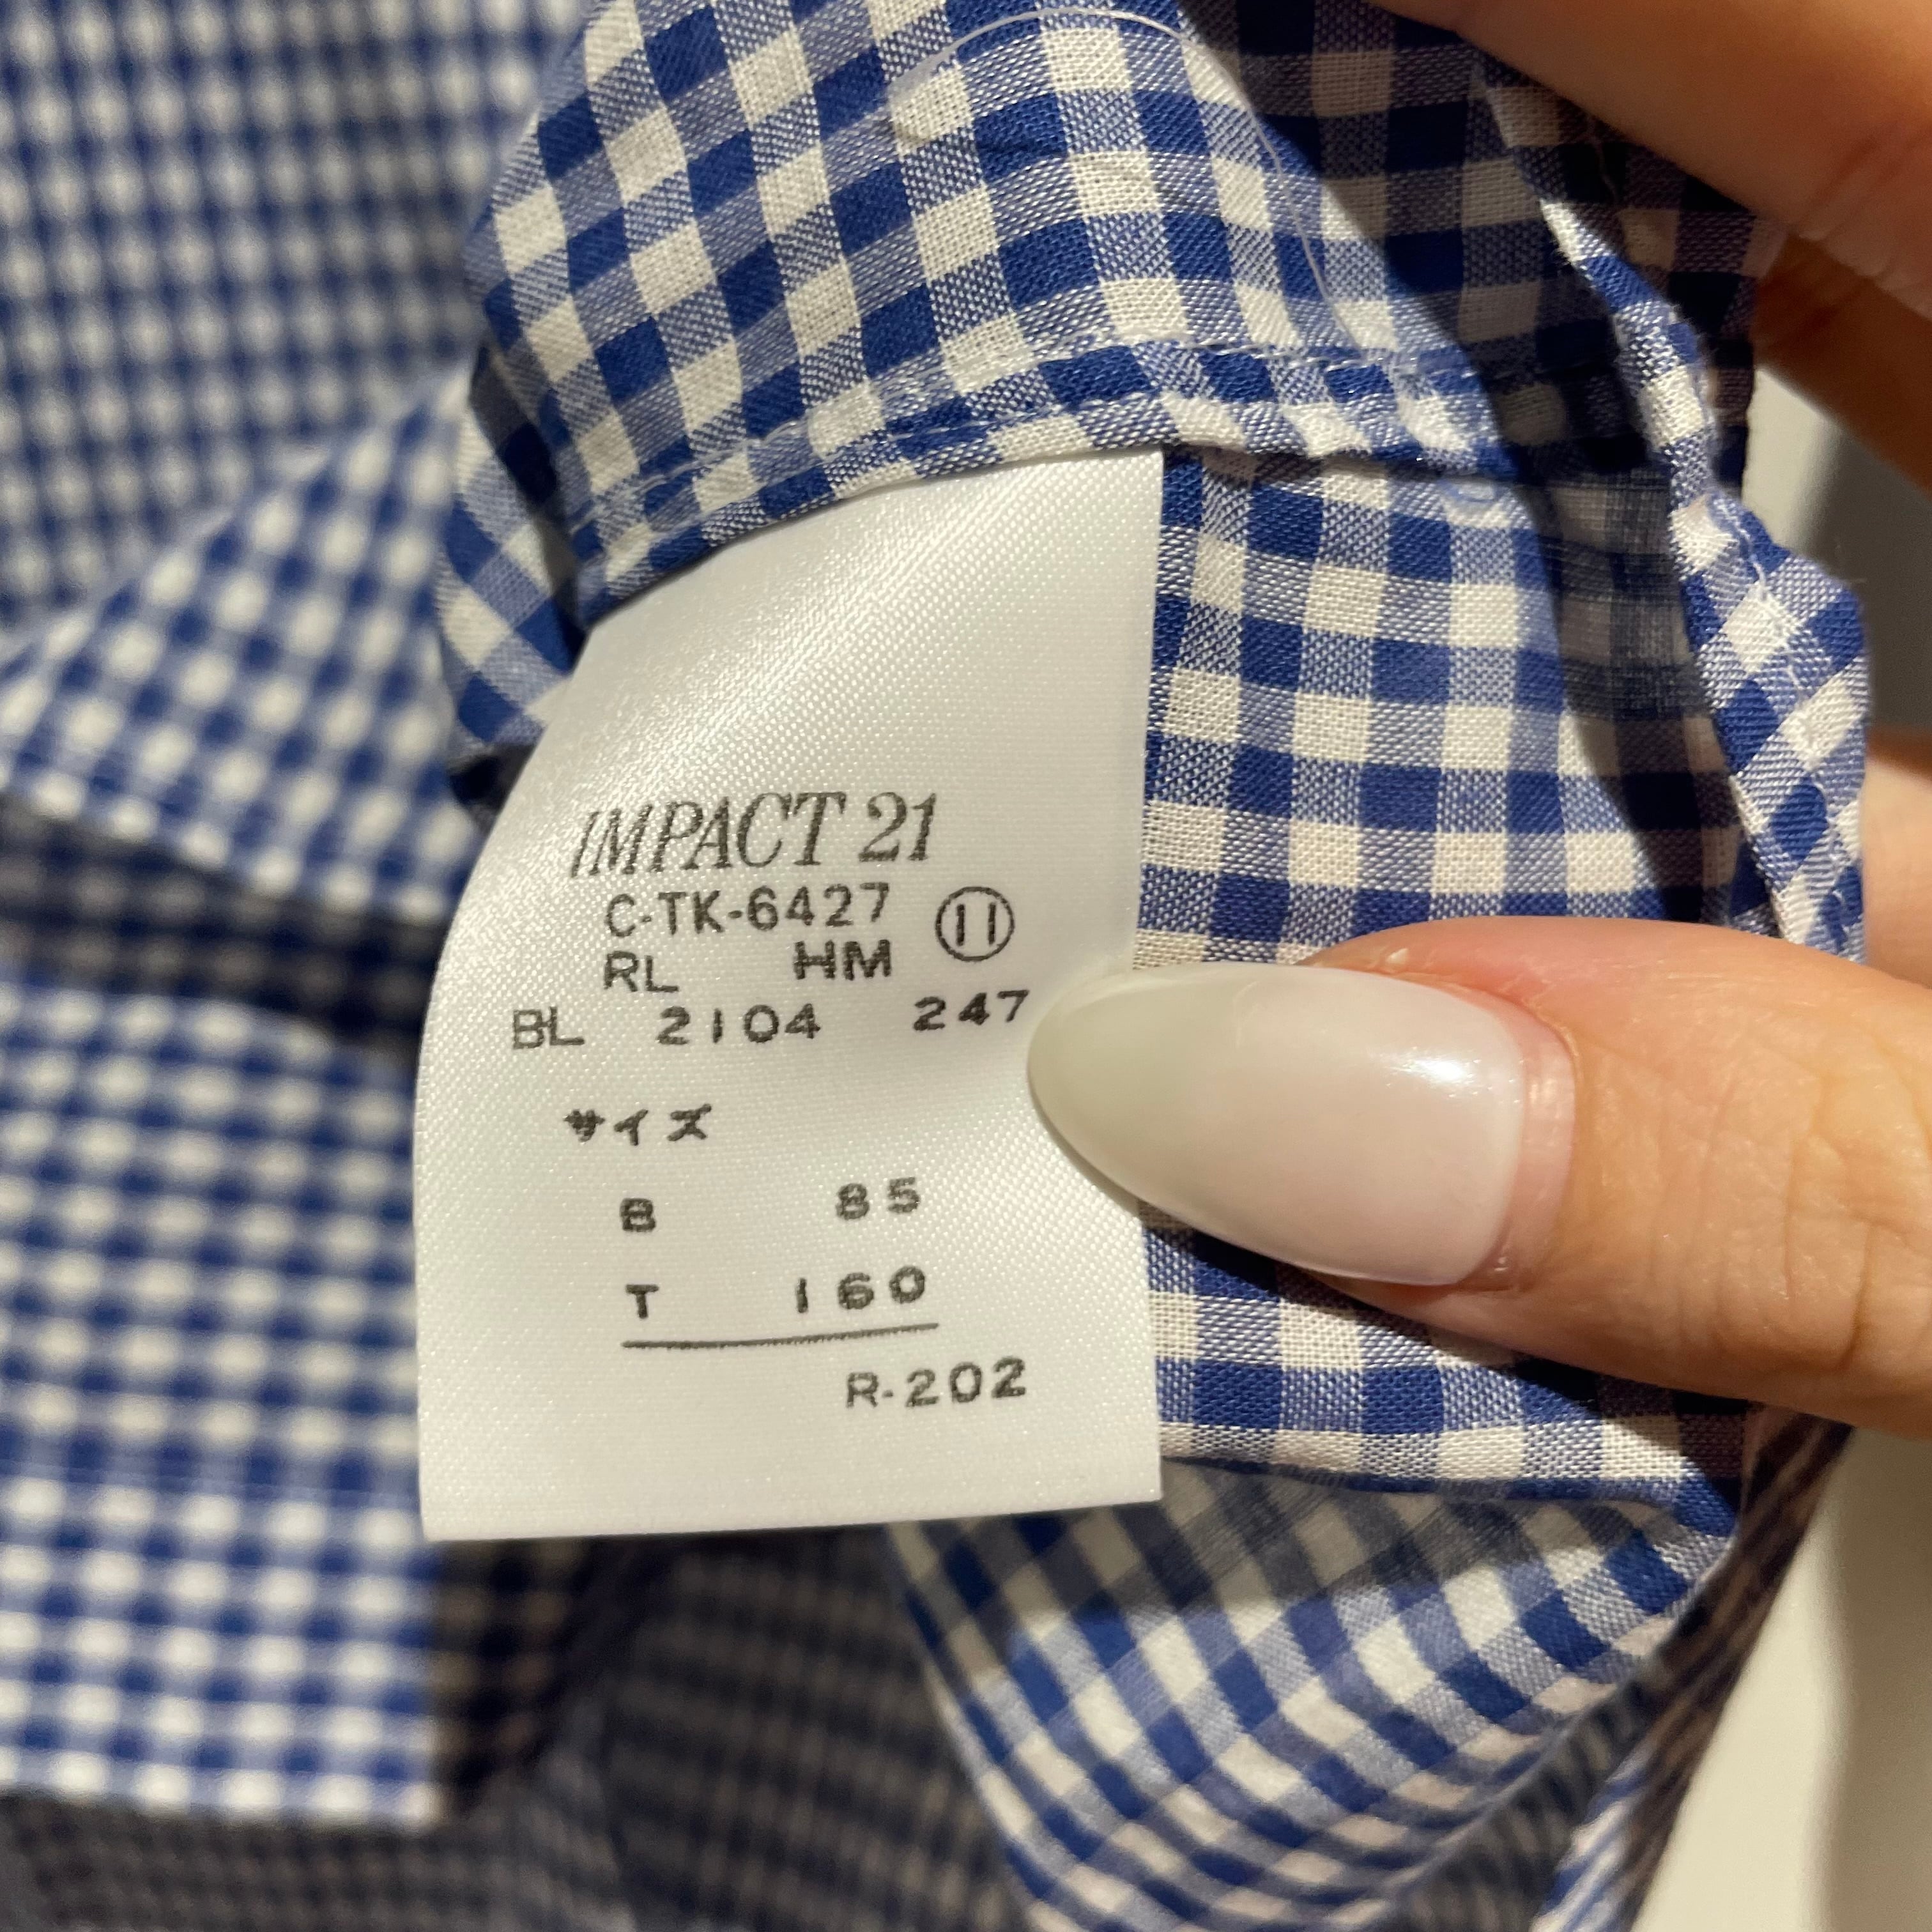 IMPACT 21
C-TK-6427 ⑪
RL HM
BL 2104 247
サイズ
B 85
T 160
R-202